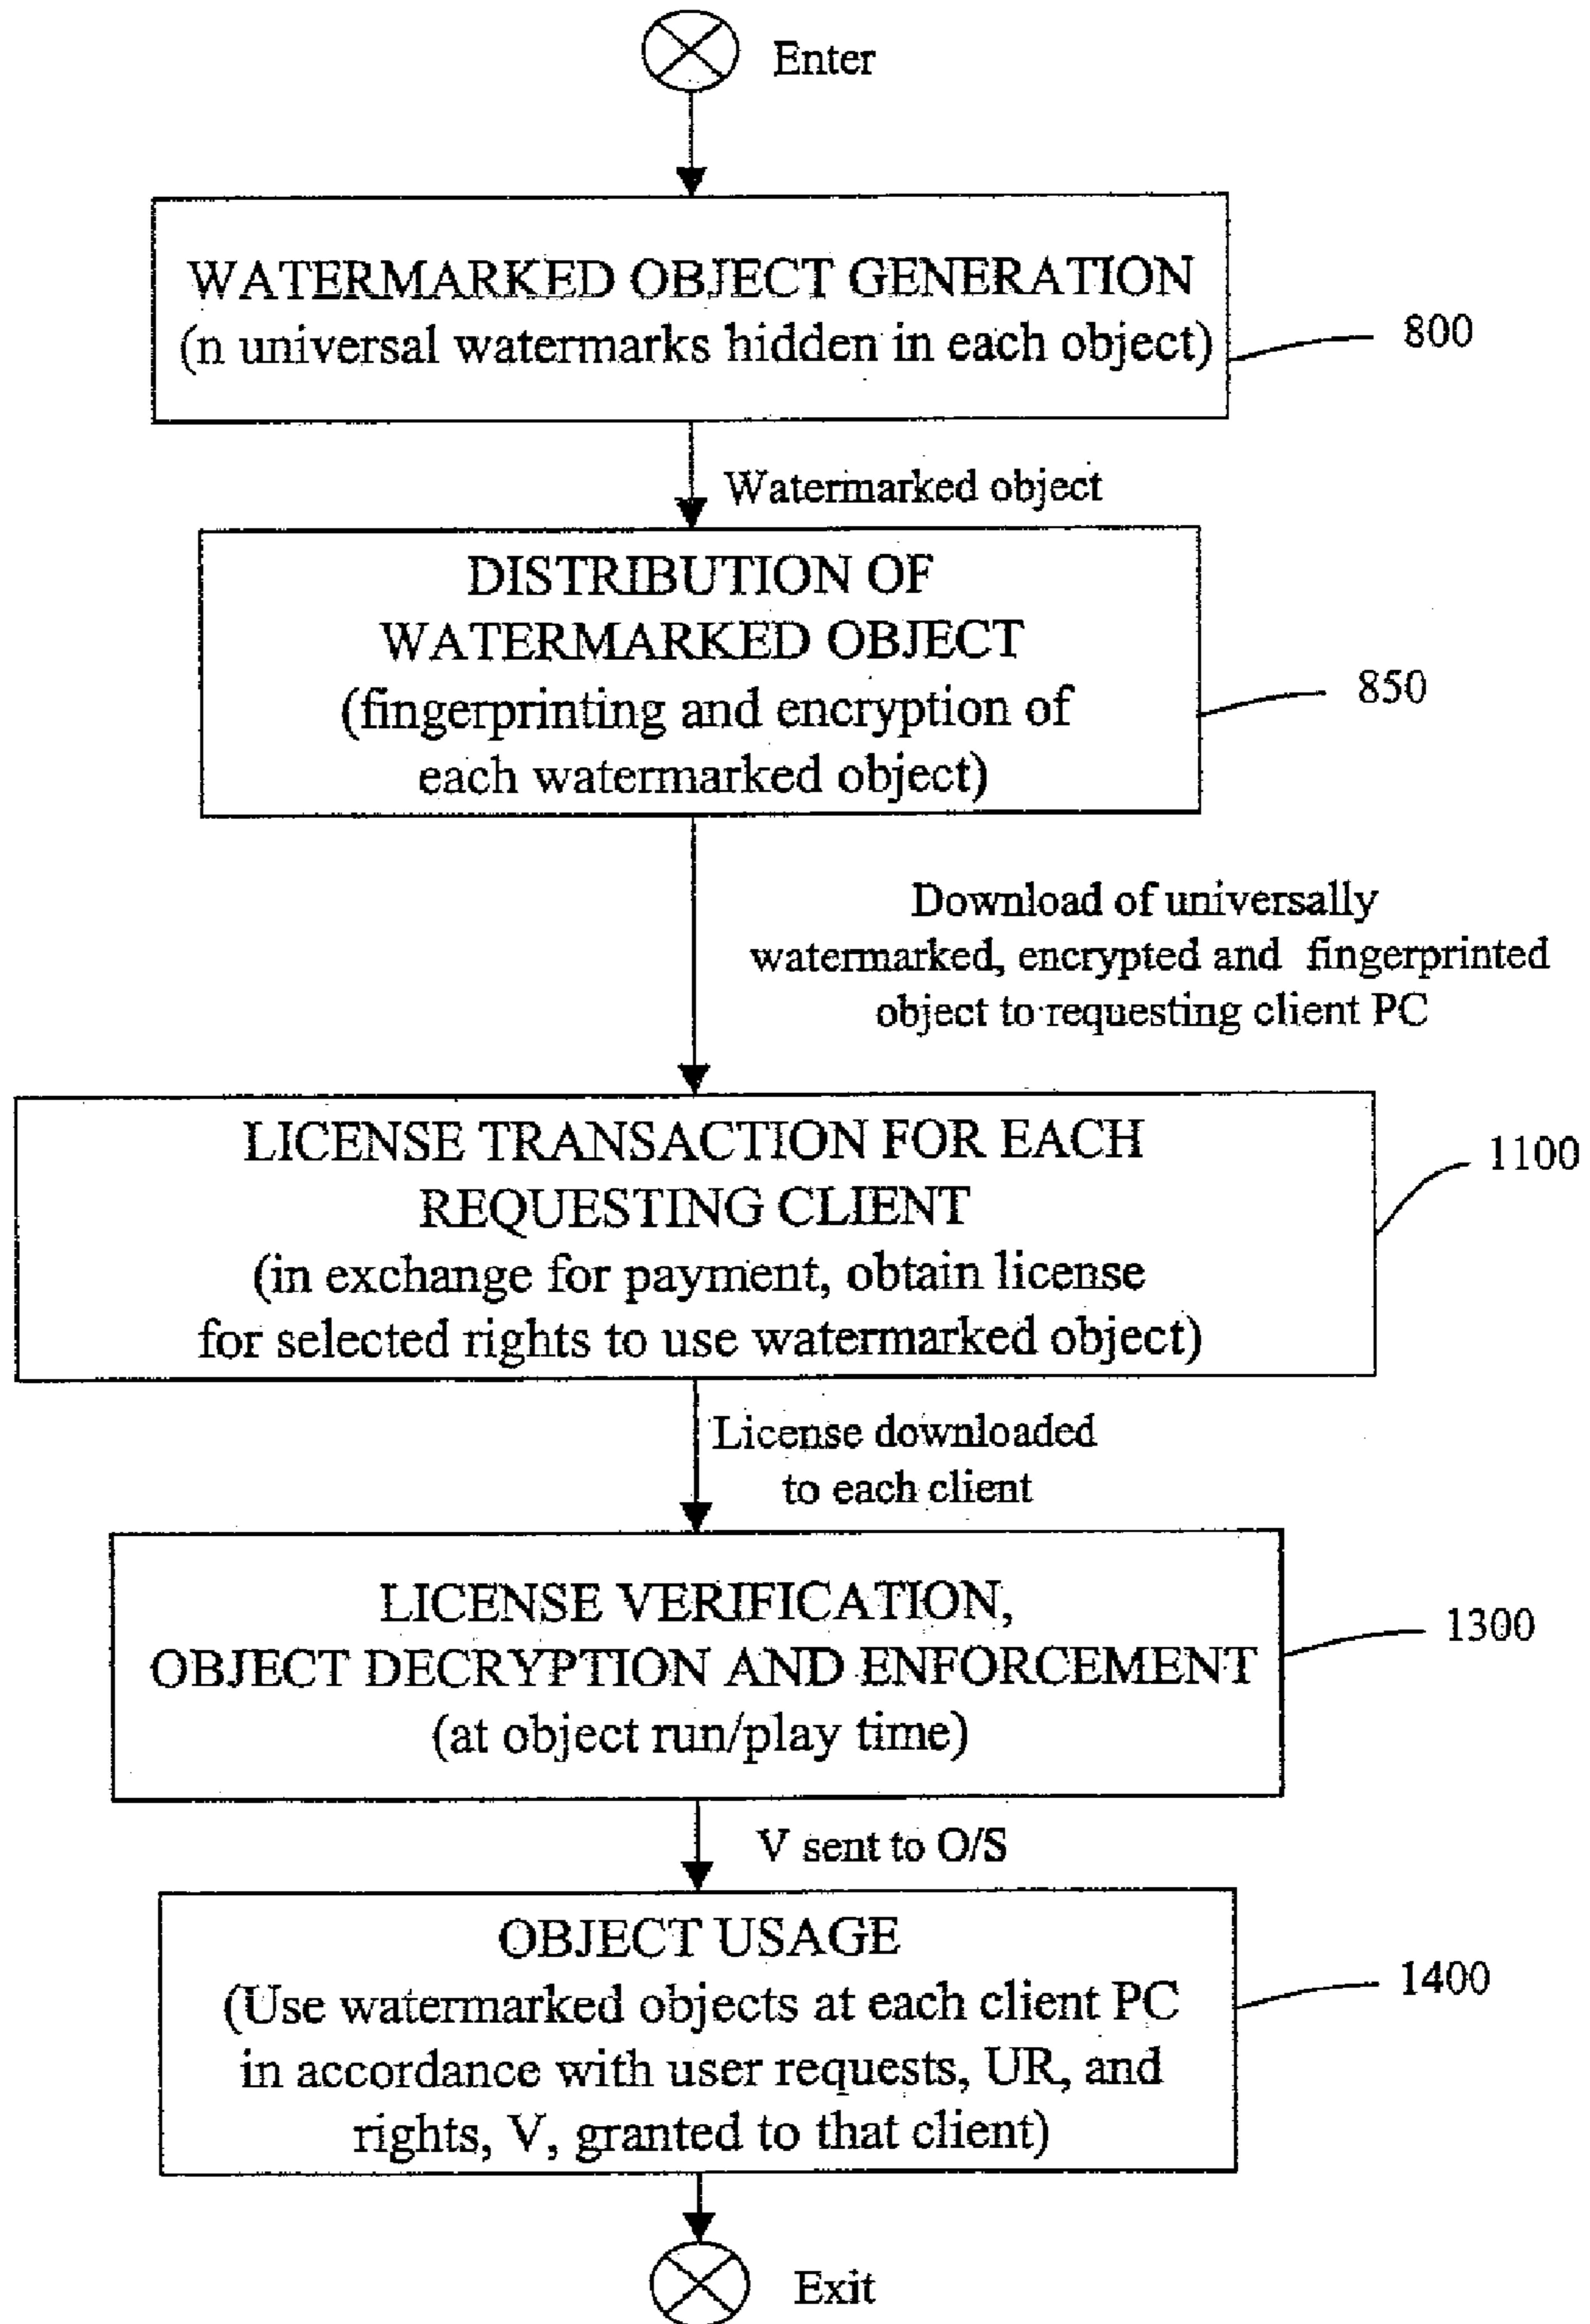 Enter
WATERMARKED OBJECT GENERATION
(n universal watermarks hidden in each object)
800
Watermarked object
DISTRIBUTION OF
WATERMARKED OBJECT
(fingerprinting and encryption of
each watermarked object)
850
Download of universally
watermarked, encrypted and fingerprinted
object to requesting client PC
LICENSE TRANSACTION FOR EACH
REQUESTING CLIENT
(in exchange for payment, obtain license
for selected rights to use watermarked object)
1100
License downloaded
to each client
LICENSE VERIFICATION,
OBJECT DECRYPTION AND ENFORCEMENT
(at object run/play time)
1300
V sent to O/S
OBJECT USAGE
(Use watermarked objects at each client PC
in accordance with user requests, UR, and
rights, V, granted to that client)
1400
Exit